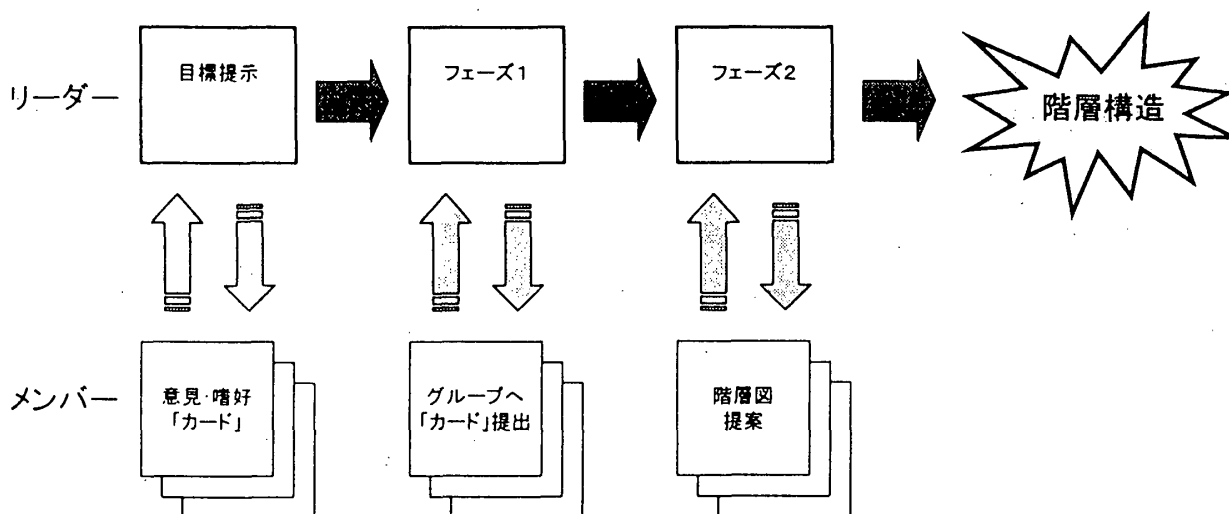 リーダー
目標提示
フェーズ1
フェーズ2
階層構造
メンバー
意見・嗜好
「カード」
グループへ
「カード」提出
階層図
提案